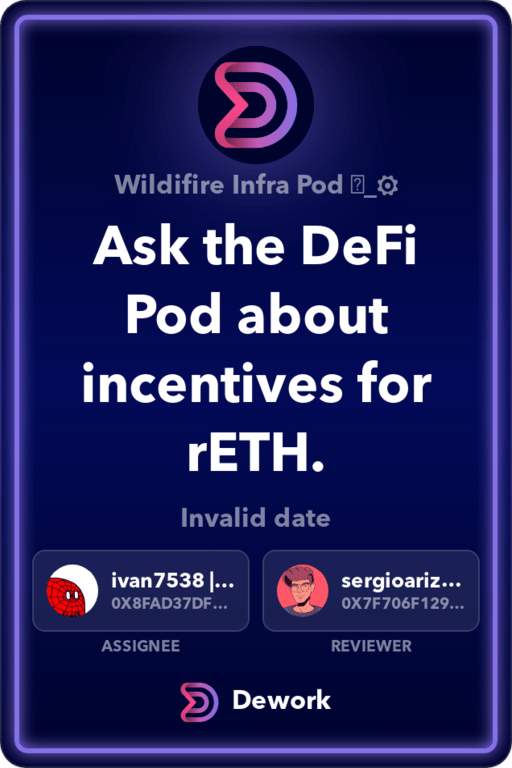 Wildifire Infra Pod ⍰_⚙
Ask the DeFi
Pod about
incentives for
rETH.
Invalid date
ivan7538 |...
0X8FAD37DF...
sergioariz...
0X7F706F129...
ASSIGNEE
REVIEWER
Dework